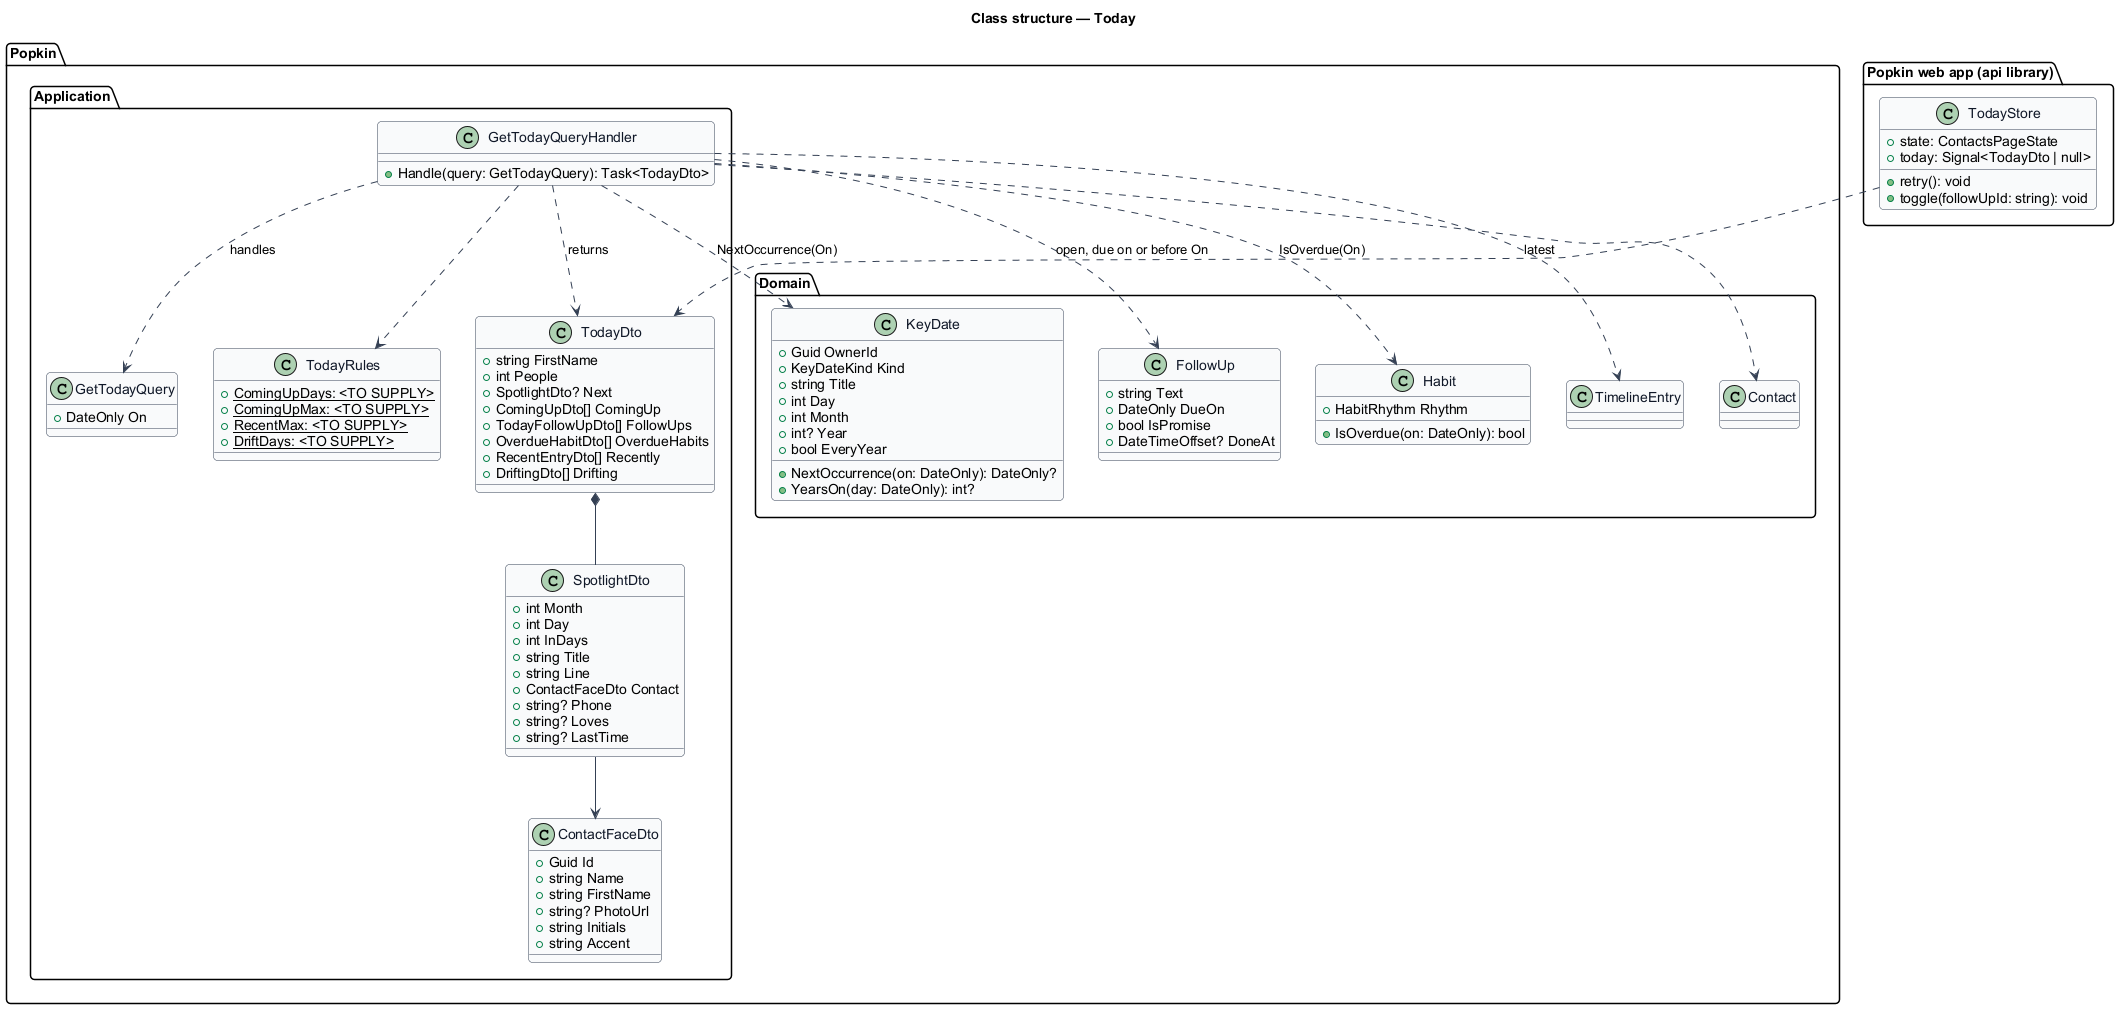 Class structure — Today
Popkin
Popkin web app (api library)
Application
C TodayStore
state: ContactsPageState
today: Signal<TodayDto | null>
retry(): void
toggle(followUpId: string): void
C GetTodayQueryHandler
Handle(query: GetTodayQuery): Task<TodayDto>
handles
returns
NextOccurrence(On)
open, due on or before On
IsOverdue(On)
latest
Domain
C GetTodayQuery
DateOnly On
C TodayRules
ComingUpDays: <TO SUPPLY>
ComingUpMax: <TO SUPPLY>
RecentMax: <TO SUPPLY>
DriftDays: <TO SUPPLY>
C TodayDto
string FirstName
int People
SpotlightDto? Next
ComingUpDto[] ComingUp
TodayFollowUpDto[] FollowUps
OverdueHabitDto[] OverdueHabits
RecentEntryDto[] Recently
DriftingDto[] Drifting
C KeyDate
Guid OwnerId
KeyDateKind Kind
string Title
int Day
int Month
int? Year
bool EveryYear
NextOccurrence(on: DateOnly): DateOnly?
YearsOn(day: DateOnly): int?
C FollowUp
string Text
DateOnly DueOn
bool IsPromise
DateTimeOffset? DoneAt
C Habit
HabitRhythm Rhythm
IsOverdue(on: DateOnly): bool
C TimelineEntry
C Contact
C SpotlightDto
int Month
int Day
int InDays
string Title
string Line
ContactFaceDto Contact
string? Phone
string? Loves
string? LastTime
C ContactFaceDto
Guid Id
string Name
string FirstName
string? PhotoUrl
string Initials
string Accent